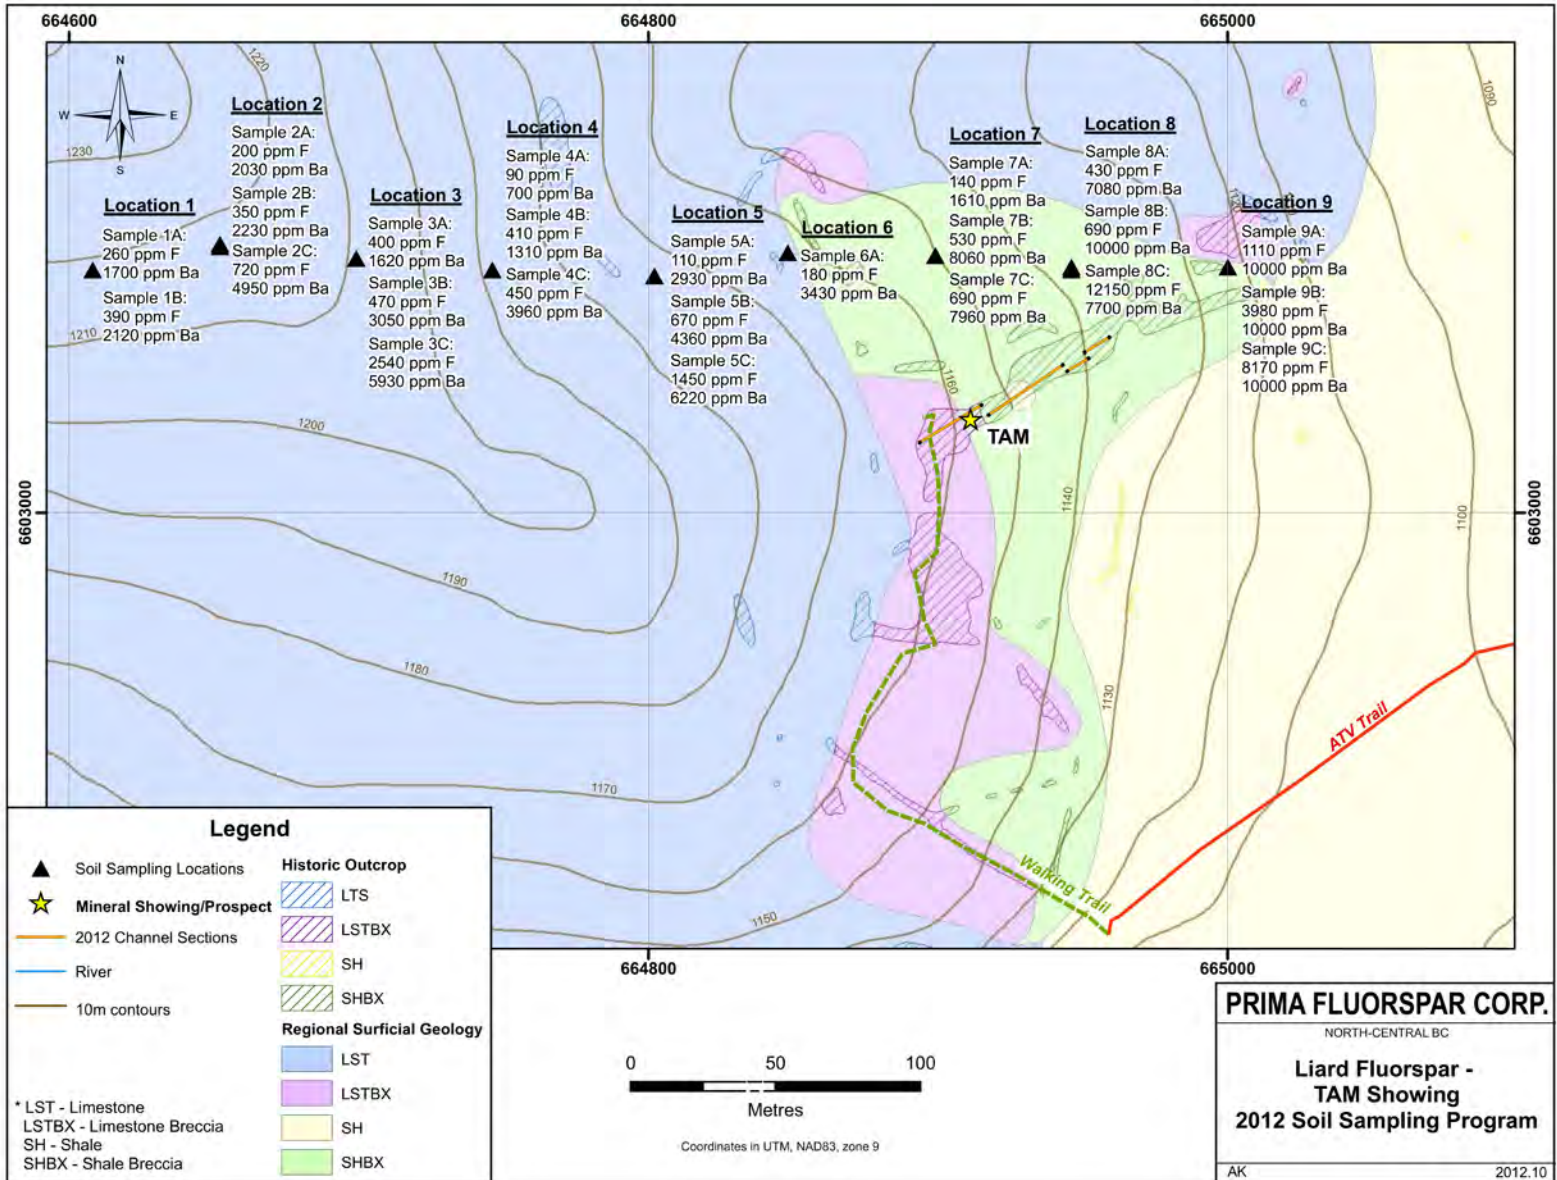 664600
664800
665000
N
W
E
S
1220
1230
1210
1200
1190
1180
1170
1150
1160
1140
1130
1120
1100
1090
6603000
6603000
Location 1
Sample 1A:
260 ppm F
1700 ppm Ba
Sample 1B:
390 ppm F
2120 ppm Ba
Location 2
Sample 2A:
200 ppm F
2030 ppm Ba
Sample 2B:
350 ppm F
2230 ppm Ba
Sample 2C:
720 ppm F
4950 ppm Ba
Location 3
Sample 3A:
400 ppm F
1620 ppm Ba
Sample 3B:
470 ppm F
3050 ppm Ba
Sample 3C:
2540 ppm F
5930 ppm Ba
Location 4
Sample 4A:
90 ppm F
700 ppm Ba
Sample 4B:
410 ppm F
1310 ppm Ba
Sample 4C:
450 ppm F
3960 ppm Ba
Location 5
Sample 5A:
110 ppm F
2930 ppm Ba
Sample 5B:
670 ppm F
4360 ppm Ba
Sample 5C:
1450 ppm F
6220 ppm Ba
Location 6
Sample 6A:
180 ppm F
3430 ppm Ba
Location 7
Sample 7A:
140 ppm F
1610 ppm Ba
Sample 7B:
530 ppm F
8060 ppm Ba
Sample 7C:
690 ppm F
7960 ppm Ba
Location 8
Sample 8A:
430 ppm F
7080 ppm Ba
Sample 8B:
690 ppm F
10000 ppm Ba
Sample 8C:
12150 ppm F
7700 ppm Ba
Location 9
Sample 9A:
1110 ppm F
10000 ppm Ba
Sample 9B:
3980 ppm F
10000 ppm Ba
Sample 9C:
8170 ppm F
10000 ppm Ba
TAM
ATV Trail
Walking Trail
664800
665000
Legend
Soil Sampling Locations
Mineral Showing/Prospect
2012 Channel Sections
River
10m contours
Historic Outcrop
LTS
LSTBX
SH
SHBX
Regional Surficial Geology
LST
LSTBX
SH
SHBX
* LST - Limestone
LSTBX - Limestone Breccia
SH - Shale
SHBX - Shale Breccia
0 50 100
Metres
Coordinates in UTM, NAD83, zone 9
PRIMA FLUORSPAR CORP.
NORTH-CENTRAL BC
Liard Fluorspar -
TAM Showing
2012 Soil Sampling Program
AK 2012.10